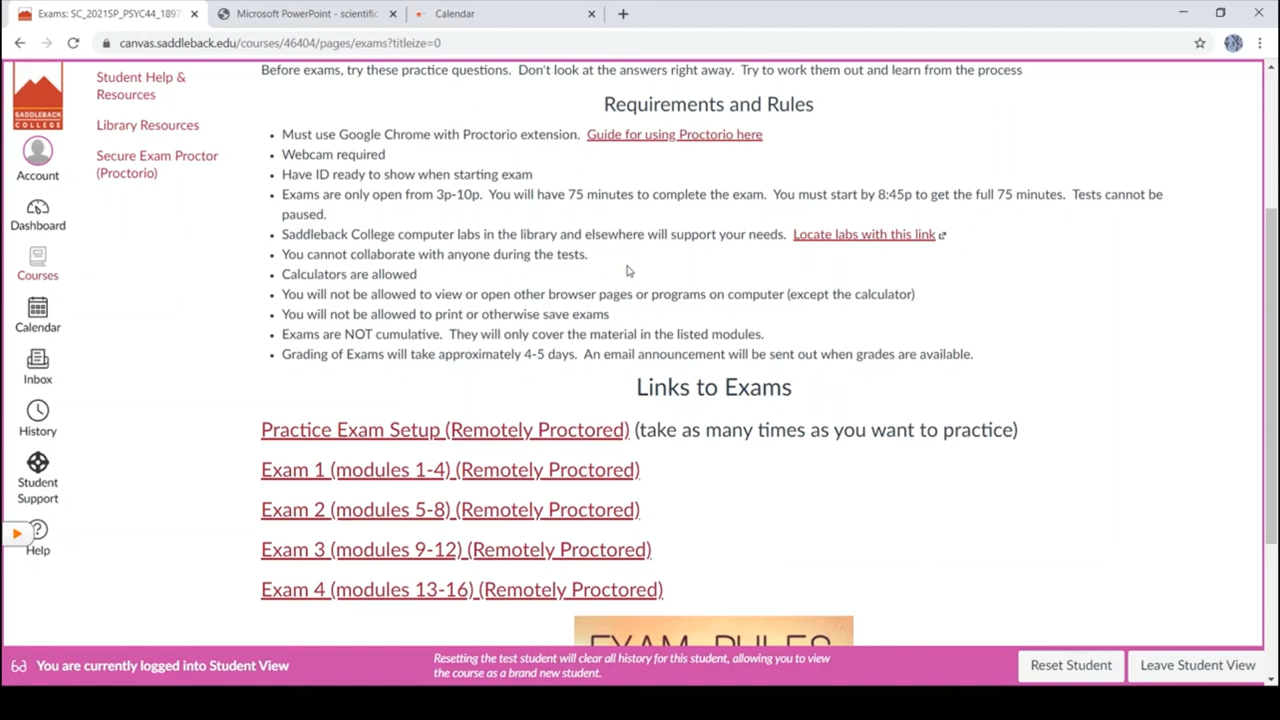 Exams: SC_2021SP_PSYC44_1897
Microsoft PowerPoint - scientific
Calendar
canvas.saddleback.edu/courses/46404/pages/exams?titleize=0
SADDLEBACK
COLLEGE
Account
Dashboard
Courses
Calendar
Inbox
History
Student
Support
Help
Student Help &
Resources
Library Resources
Secure Exam Proctor
(Proctorio)
Before exams, try these practice questions. Don't look at the answers right away. Try to work them out and learn from the process
Requirements and Rules
• Must use Google Chrome with Proctorio extension. Guide for using Proctorio here
• Webcam required
• Have ID ready to show when starting exam
• Exams are only open from 3p-10p. You will have 75 minutes to complete the exam. You must start by 8:45p to get the full 75 minutes. Tests cannot be
paused.
• Saddleback College computer labs in the library and elsewhere will support your needs. Locate labs with this link
• You cannot collaborate with anyone during the tests.
• Calculators are allowed
• You will not be allowed to view or open other browser pages or programs on computer (except the calculator)
• You will not be allowed to print or otherwise save exams
• Exams are NOT cumulative. They will only cover the material in the listed modules.
• Grading of Exams will take approximately 4-5 days. An email announcement will be sent out when grades are available.
Links to Exams
Practice Exam Setup (Remotely Proctored) (take as many times as you want to practice)
Exam 1 (modules 1-4) (Remotely Proctored)
Exam 2 (modules 5-8) (Remotely Proctored)
Exam 3 (modules 9-12) (Remotely Proctored)
Exam 4 (modules 13-16) (Remotely Proctored)
EXAM RULES
You are currently logged into Student View
Resetting the test student will clear all history for this student, allowing you to view
the course as a brand new student.
Reset Student
Leave Student View